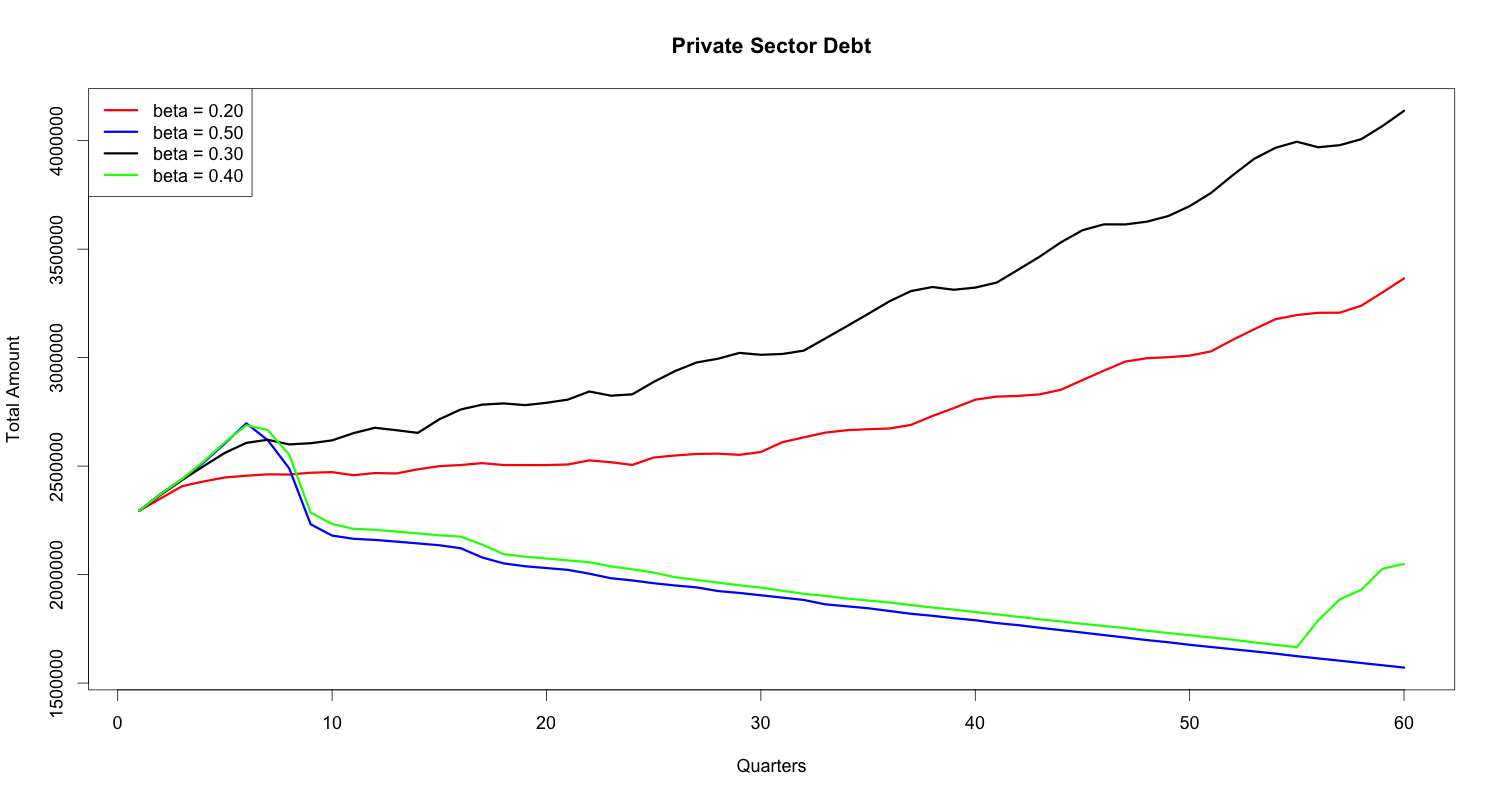 Private Sector Debt
beta = 0.20
beta = 0.50
beta = 0.30
beta = 0.40
Total Amount
4000000
3500000
3000000
2500000
2000000
1500000
0 10 20 30 40 50 60
Quarters